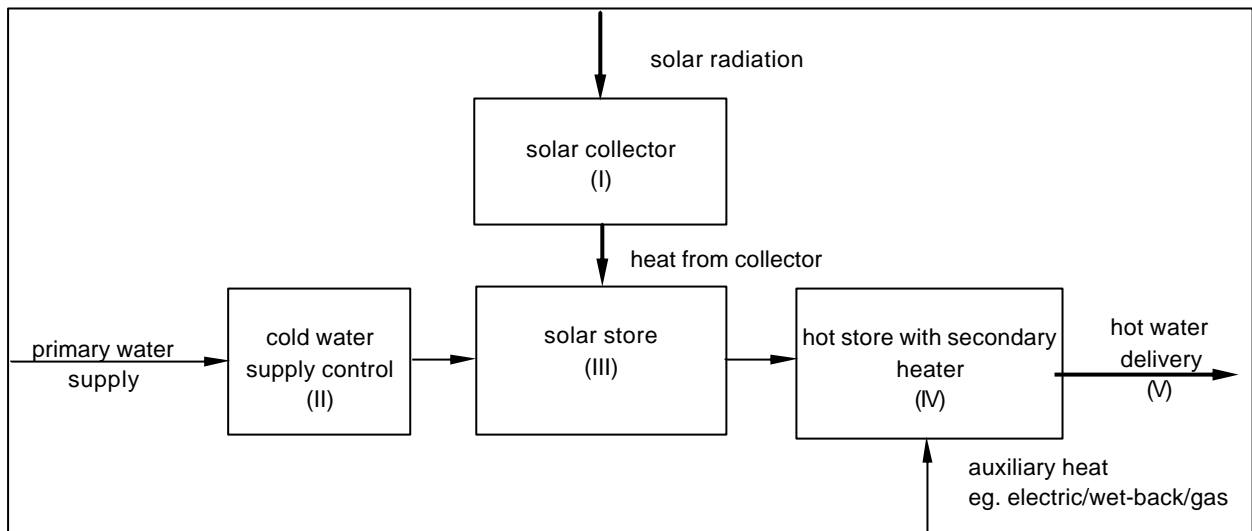 solar radiation
solar collector
(I)
heat from collector
primary water
supply
cold water
supply control
(II)
solar store
(III)
hot store with secondary
heater
(IV)
hot water
delivery
(V)
auxiliary heat
eg. electric/wet-back/gas